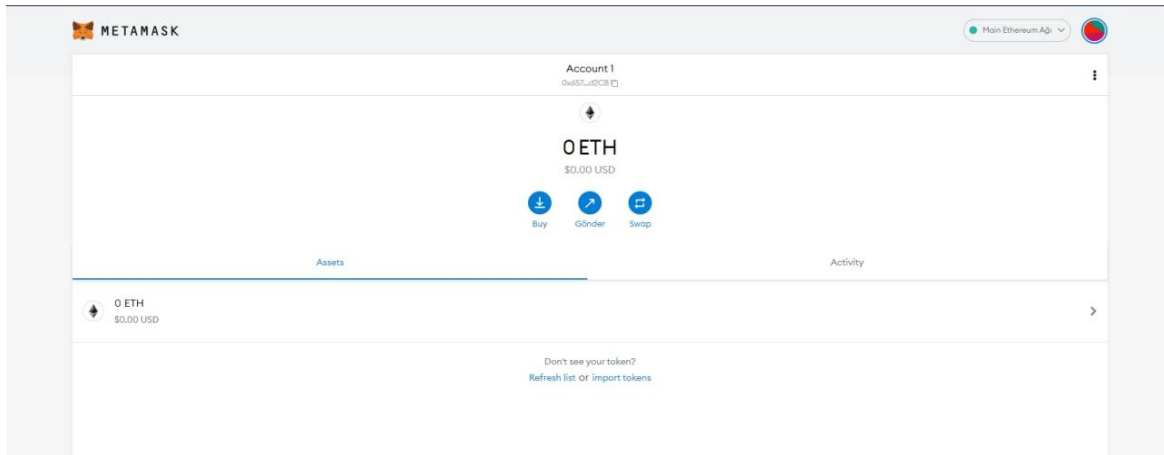 METAMASK
Main Ethereum Ağı
Account 1
0x657...d2C8
0 ETH
$0.00 USD
Buy
Gönder
Swap
Assets
Activity
0 ETH
$0.00 USD
Don't see your token?
Refresh list or import tokens